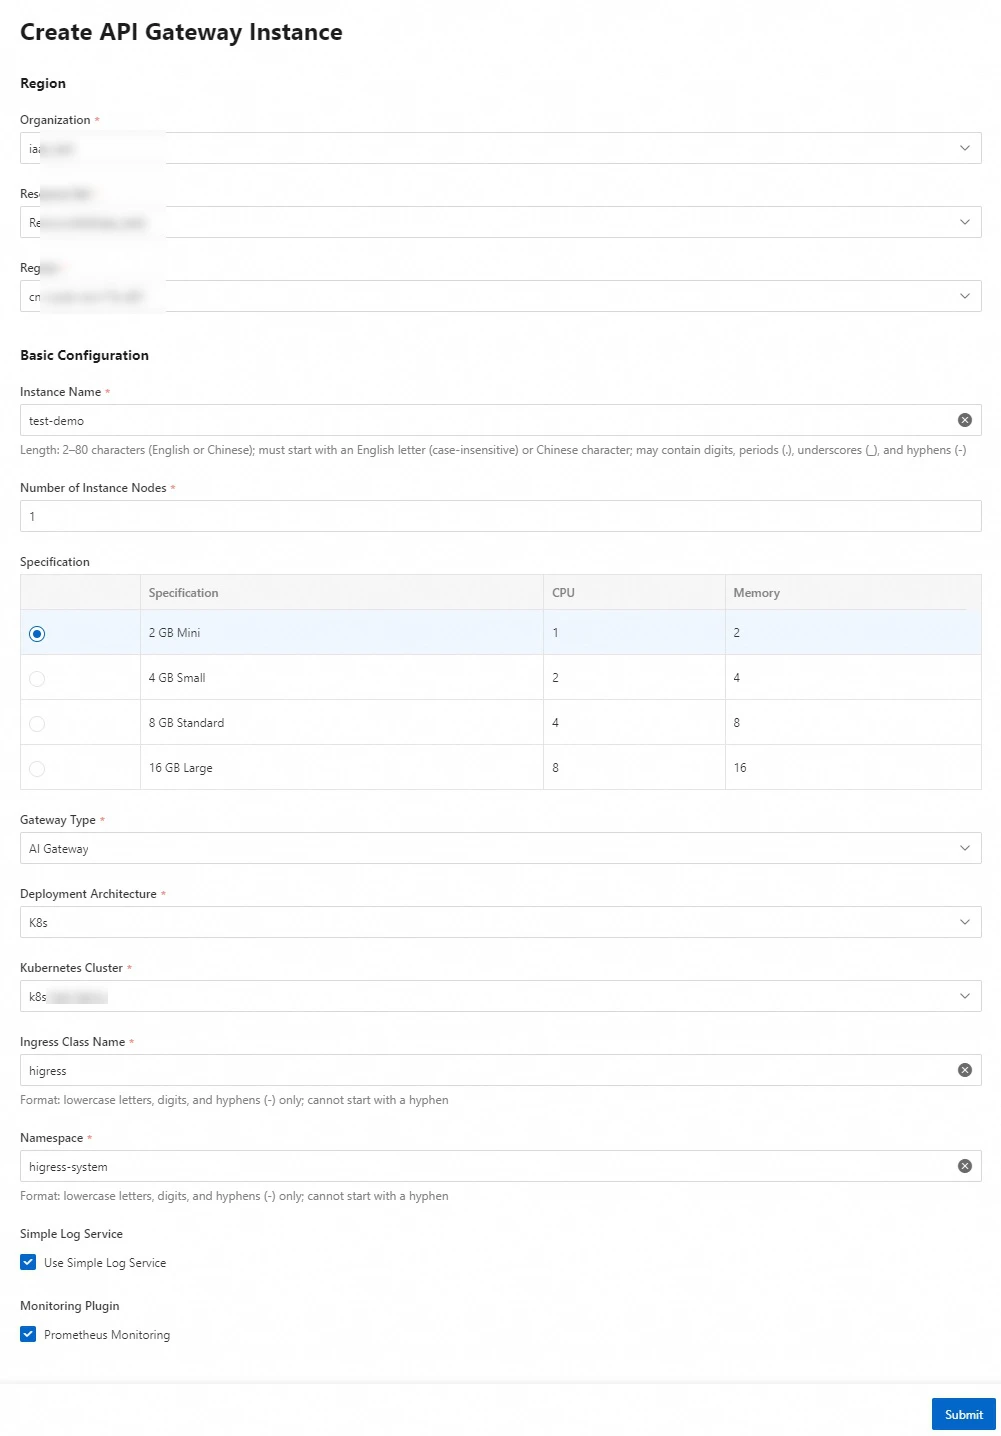 Create API Gateway Instance
Region
Organization *
Basic Configuration
Instance Name *
test-demo
Length: 2–80 characters (English or Chinese); must start with an English letter (case-insensitive) or Chinese character; may contain digits, periods (.), underscores (_), and hyphens (-)
Number of Instance Nodes *
1
Specification
Specification CPU Memory
2 GB Mini 1 2
4 GB Small 2 4
8 GB Standard 4 8
16 GB Large 8 16
Gateway Type *
AI Gateway
Deployment Architecture *
K8s
Kubernetes Cluster *
k8s
Ingress Class Name *
higress
Format: lowercase letters, digits, and hyphens (-) only; cannot start with a hyphen
Namespace *
higress-system
Format: lowercase letters, digits, and hyphens (-) only; cannot start with a hyphen
Simple Log Service
Use Simple Log Service
Monitoring Plugin
Prometheus Monitoring
Submit